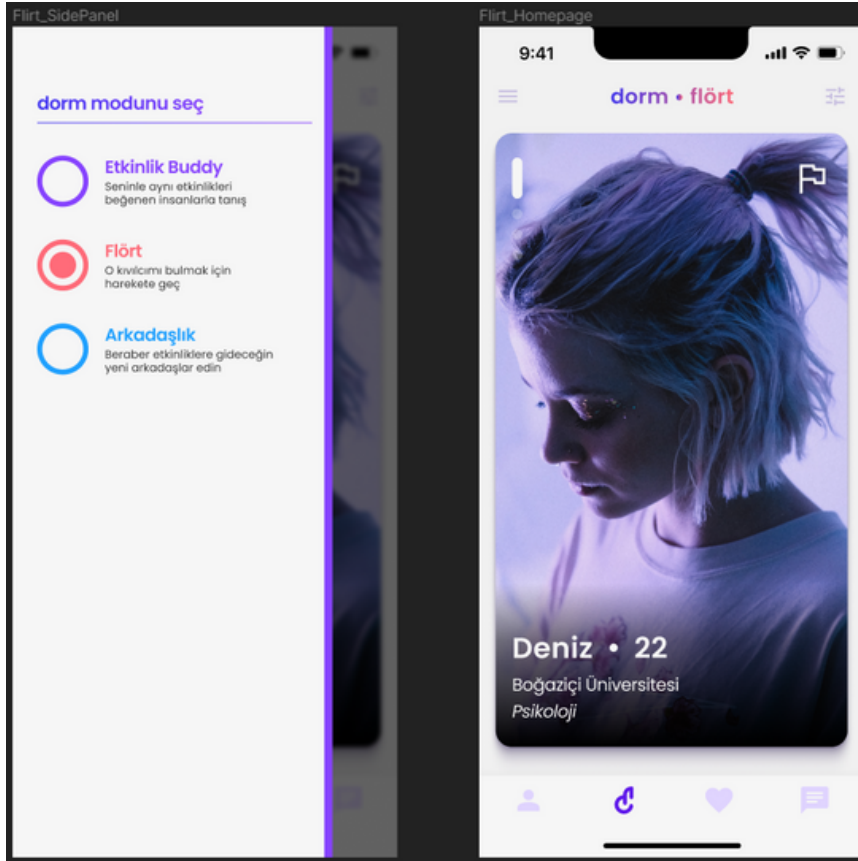 Flirt_SidePanel
dorm modunu seç
Etkinlik Buddy
Seninle aynı etkinlikleri
beğenen insanlarla tanış
Flört
O kıvılcımı bulmak için
harekete geç
Arkadaşlık
Beraber etkinliklere gideceğin
yeni arkadaşlar edin
Flirt_Homepage
9:41
dorm • flört
Deniz • 22
Boğaziçi Üniversitesi
Psikoloji